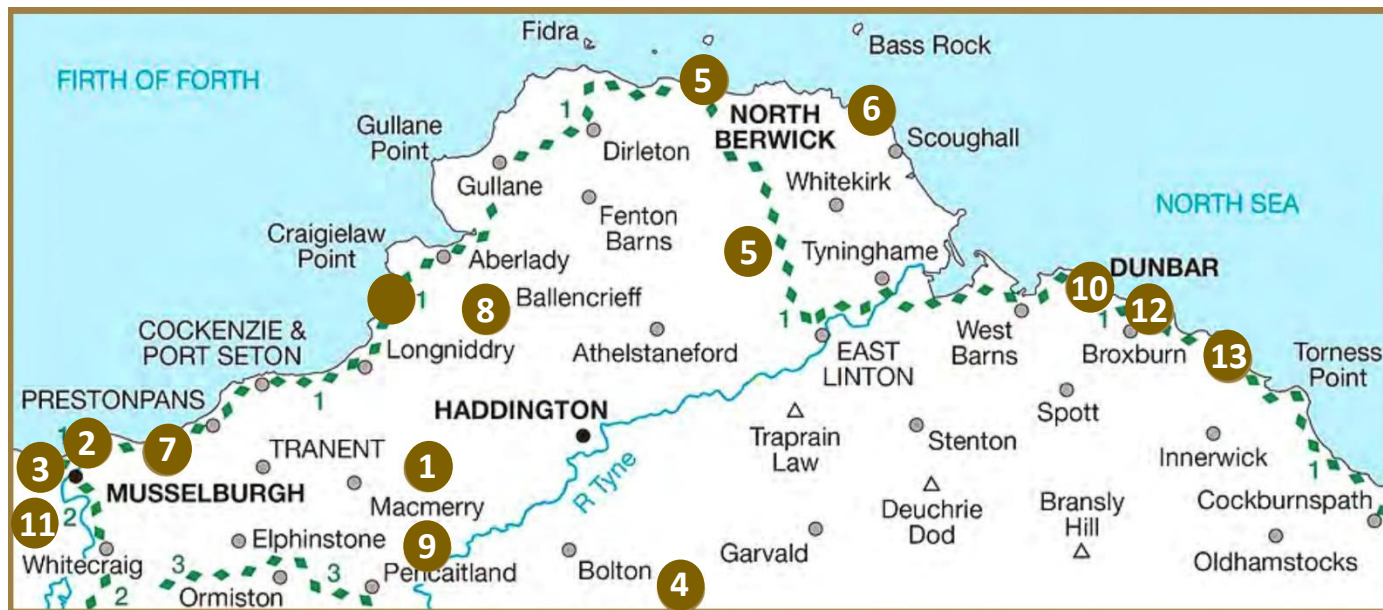 Fidra
Bass Rock
FIRTH OF FORTH
5
6
1
NORTH
BERWICK
Gullane
Point
Dirleton
Scoughall
Gullane
Whitekirk
NORTH SEA
Fenton
Barns
Craigielaw
Point
5
Tyninghame
Aberlady
DUNBAR
1
8
Ballencrieff
10
12
1
COCKENZIE &
PORT SETON
Longniddry
Athelstaneford
1
EAST
LINTON
West
Barns
Broxburn
13
Torness
Point
PRESTONPANS
1
HADDINGTON
Spott
1
2
7
TRANENT
1
Traprain
Law
Stenton
Innerwick
3
MUSSELBURGH
Macmerry
R Tyne
Deuchrie
Dod
Bransly
Hill
1
Cockburnspath
11
2
Elphinstone
9
Garvald
Oldhamstocks
Whitecraig
3
3
Pencaitland
Bolton
4
2
Ormiston